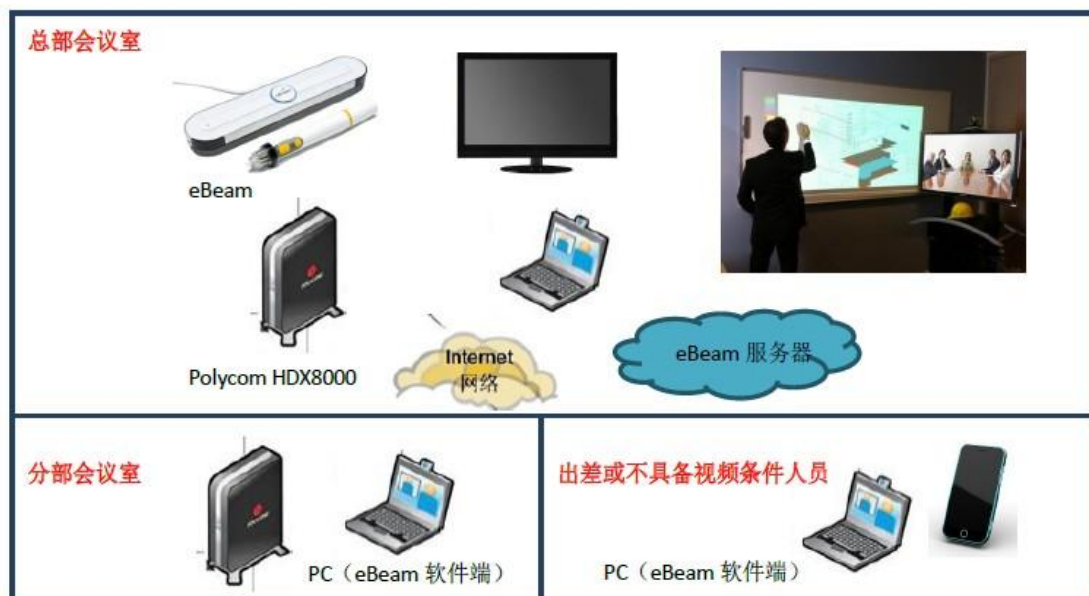 总部会议室
eBeam
Polycom HDX8000
Internet
网络
eBeam 服务器
分部会议室
PC（eBeam 软件端）
出差或不具备视频条件人员
PC（eBeam 软件端）